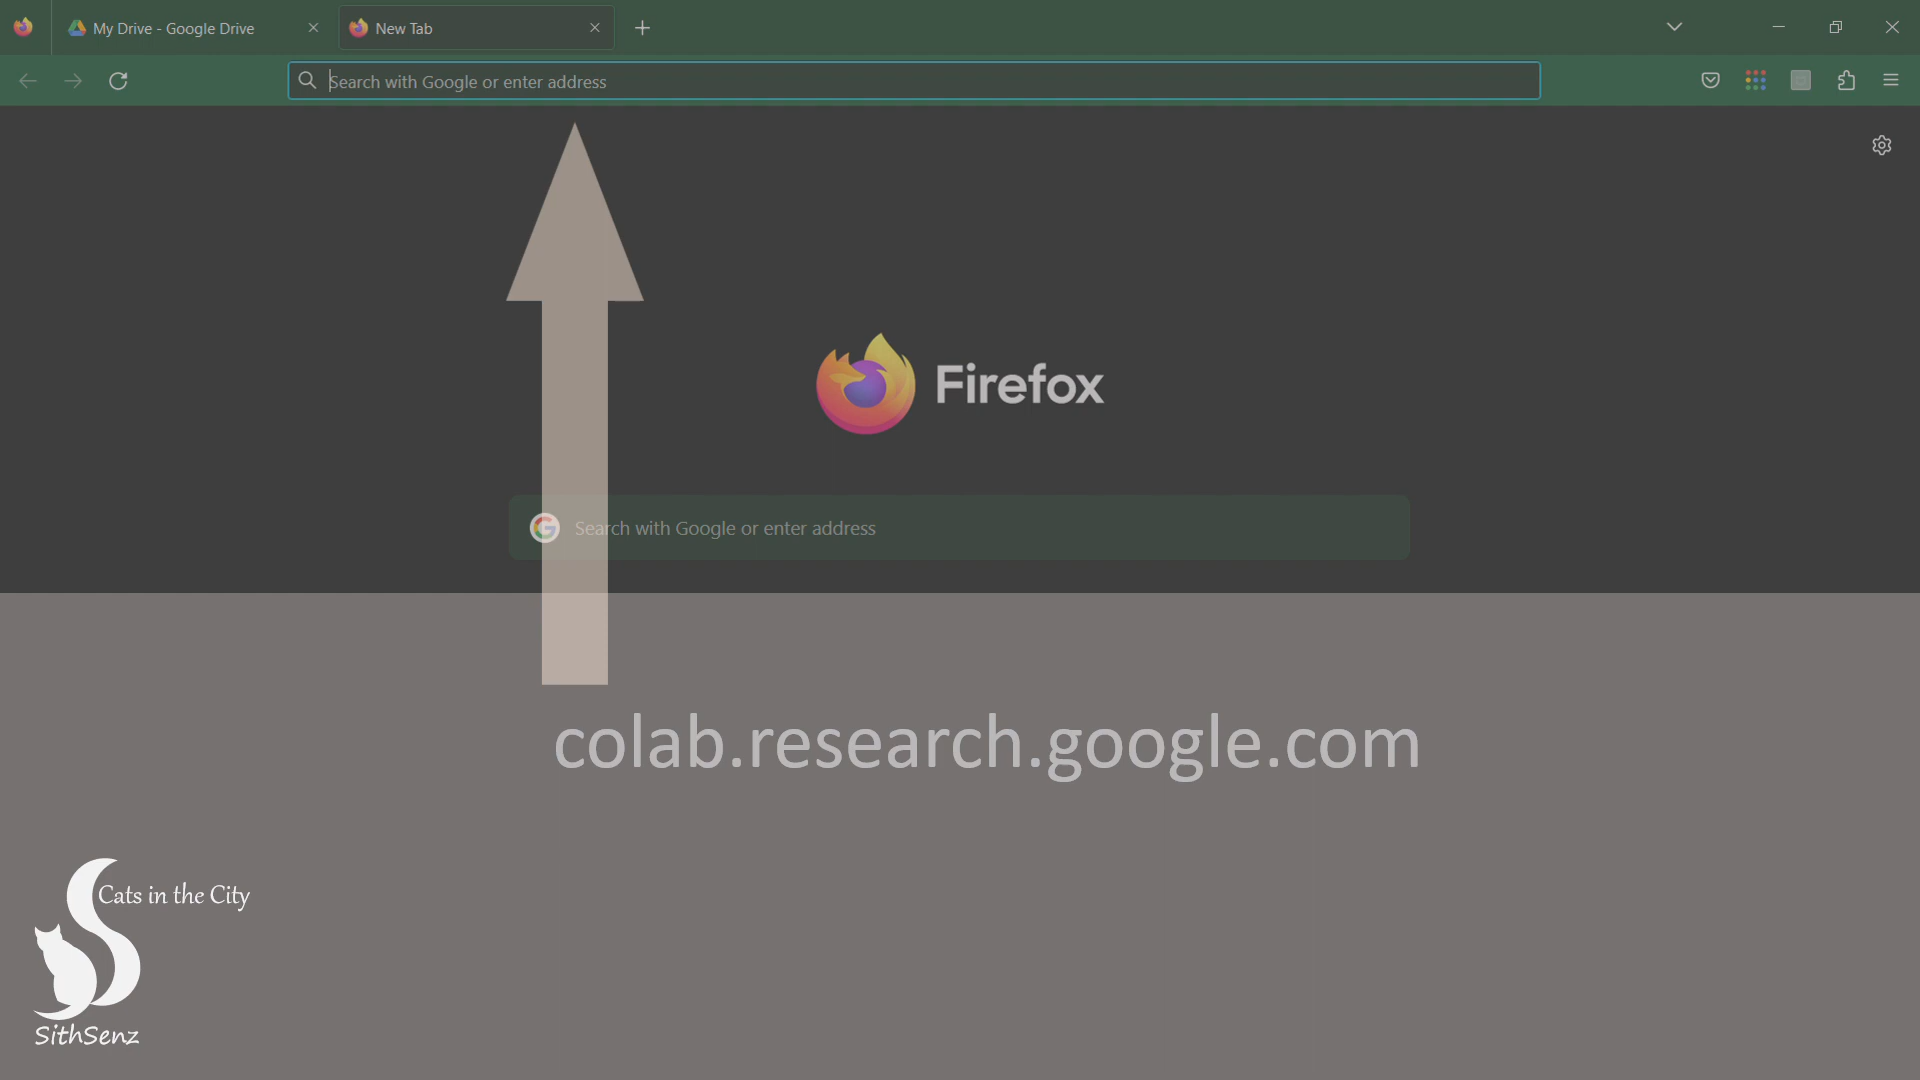 My Drive - Google Drive
New Tab
Search with Google or enter address
Firefox
Search with Google or enter address
colab.research.google.com
Cats in the City
SithSenz